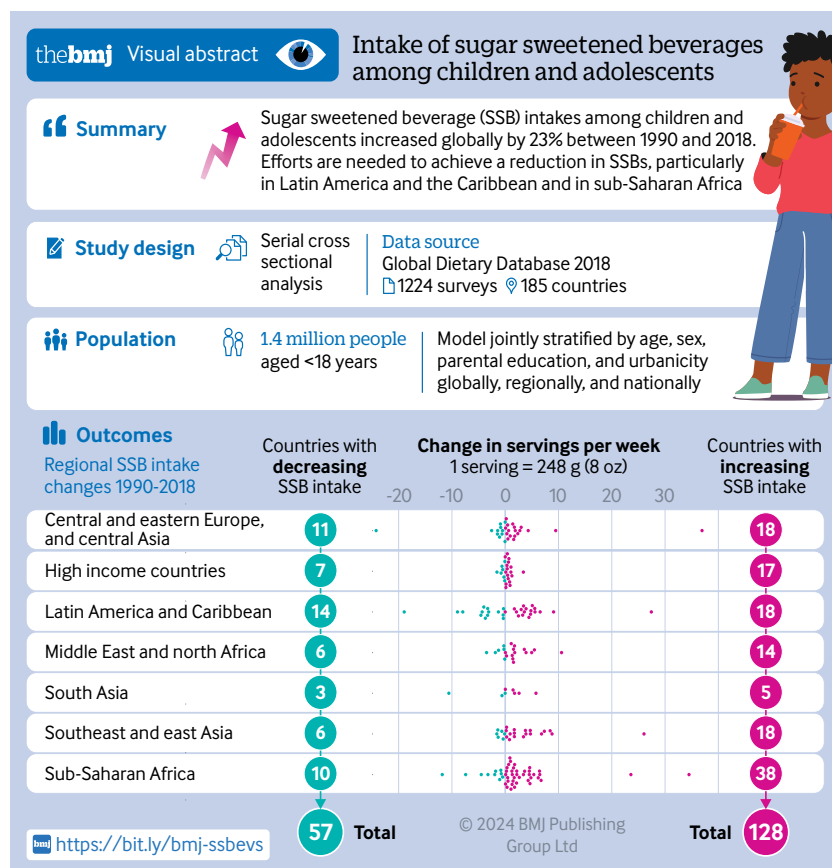 thebmj Visual abstract
Intake of sugar sweetened beverages
among children and adolescents
Summary
Sugar sweetened beverage (SSB) intakes among children and
adolescents increased globally by 23% between 1990 and 2018.
Efforts are needed to achieve a reduction in SSBs, particularly
in Latin America and the Caribbean and in sub-Saharan Africa
Study design
Serial cross
sectional
analysis
Data source
Global Dietary Database 2018
1224 surveys 185 countries
Population
1.4 million people
aged <18 years
Model jointly stratified by age, sex,
parental education, and urbanicity
globally, regionally, and nationally
Outcomes
Regional SSB intake
changes 1990-2018
Countries with
decreasing
SSB intake
Change in servings per week
1 serving = 248 g (8 oz)
-20 -10 0 10 20 30
Countries with
increasing
SSB intake
Central and eastern Europe,
and central Asia
11 18
High income countries 7 17
Latin America and Caribbean 14 18
Middle East and north Africa 6 14
South Asia 3 5
Southeast and east Asia 6 18
Sub-Saharan Africa 10 38
57 Total
Total 128
bmj https://bit.ly/bmj-ssbevs
© 2024 BMJ Publishing
Group Ltd